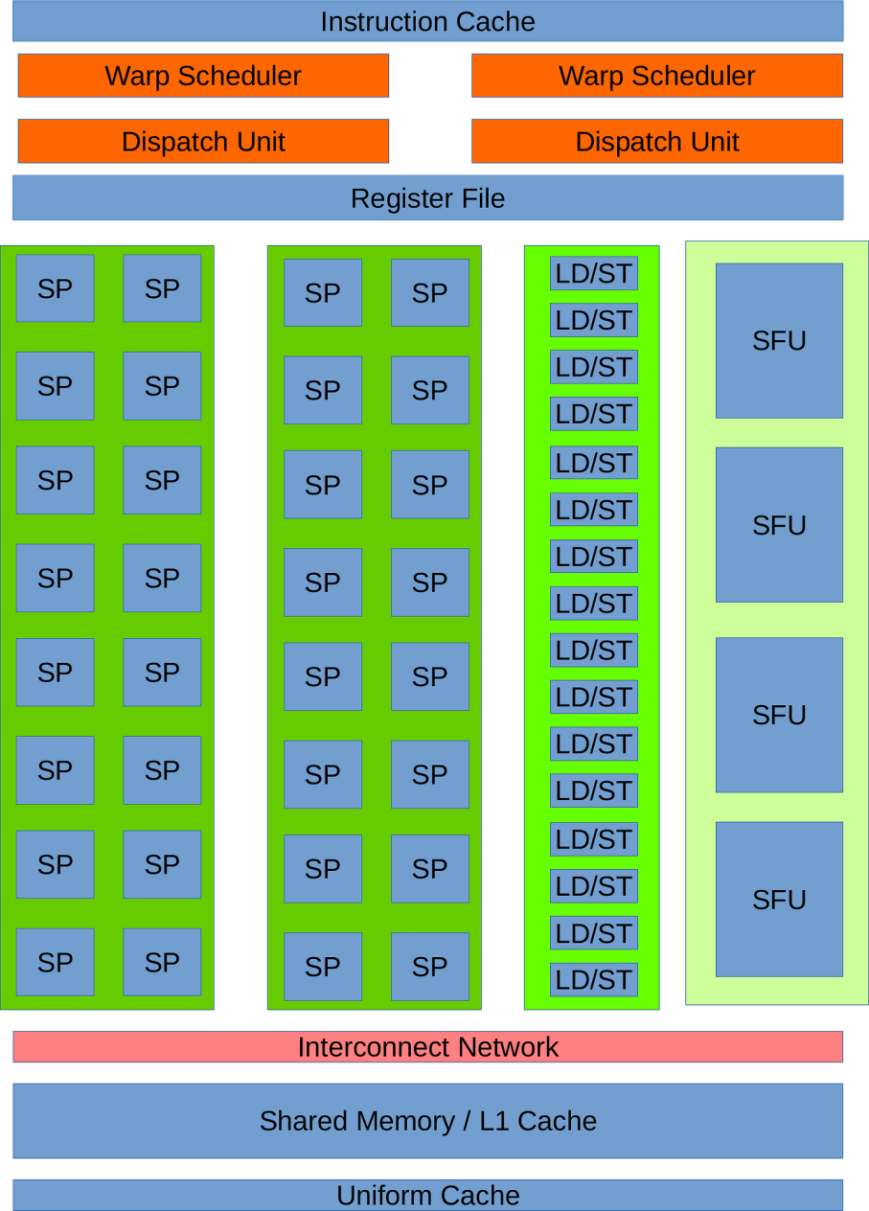 Instruction Cache
Warp Scheduler Warp Scheduler
Dispatch Unit Dispatch Unit
Register File
SP SP SP SP LD/ST SFU
LD/ST
SP SP SP SP LD/ST
LD/ST
SP SP SP SP LD/ST SFU
LD/ST
SP SP SP SP LD/ST
LD/ST
SP SP SP SP LD/ST SFU
LD/ST
SP SP SP SP LD/ST
LD/ST
SP SP SP SP LD/ST SFU
LD/ST
SP SP SP SP LD/ST
LD/ST
Interconnect Network
Shared Memory / L1 Cache
Uniform Cache